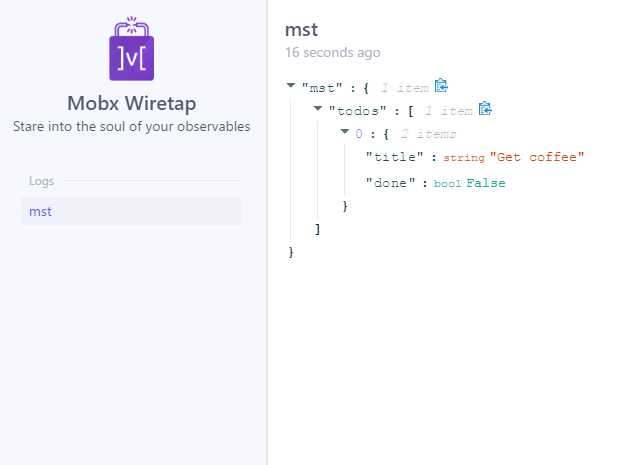 ]v[
Mobx Wiretap
Stare into the soul of your observables
Logs
mst
mst
16 seconds ago
"mst" : { 1 item
"todos" : [ 1 item
0 : { 2 items
"title" : string "Get coffee"
"done" : bool False
}
]
}